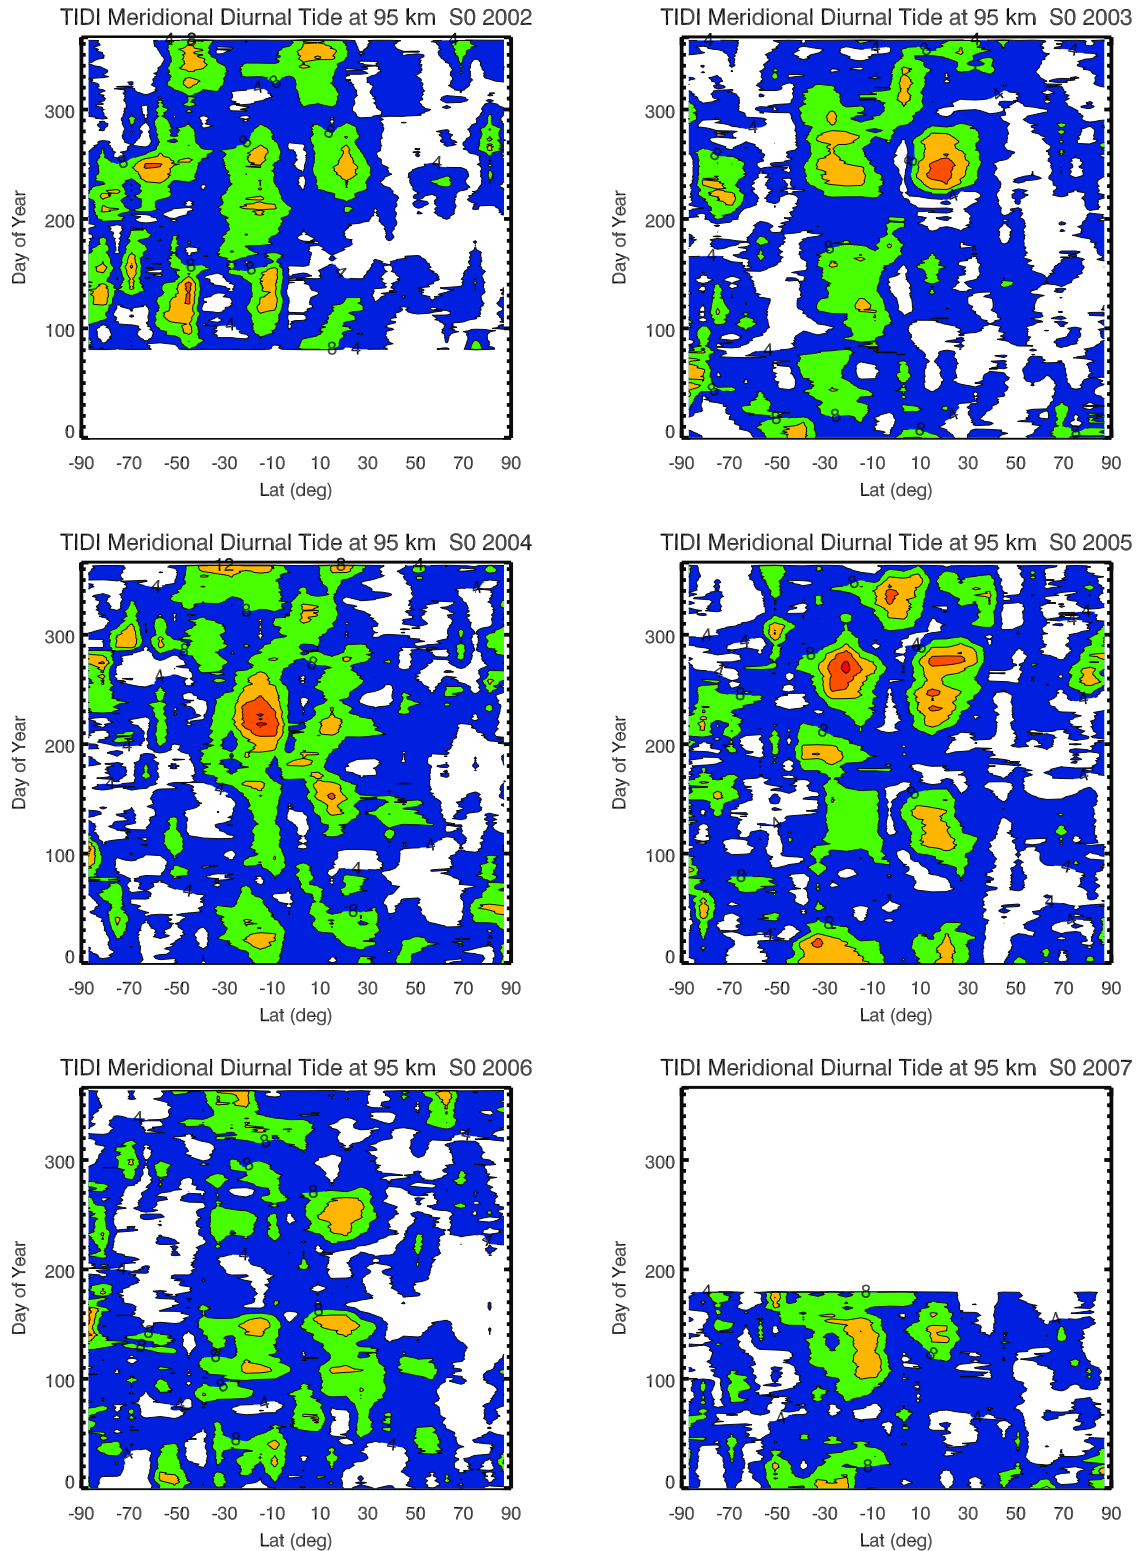 TIDI Meridional Diurnal Tide at 95 km S0 2002
TIDI Meridional Diurnal Tide at 95 km S0 2003
300
200
100
0
Day of Year
-90 -70 -50 -30 -10 10 30 50 70 90
Lat (deg)
300
200
100
0
Day of Year
-90 -70 -50 -30 -10 10 30 50 70 90
Lat (deg)
TIDI Meridional Diurnal Tide at 95 km S0 2004
TIDI Meridional Diurnal Tide at 95 km S0 2005
300
200
100
0
Day of Year
-90 -70 -50 -30 -10 10 30 50 70 90
Lat (deg)
300
200
100
0
Day of Year
-90 -70 -50 -30 -10 10 30 50 70 90
Lat (deg)
TIDI Meridional Diurnal Tide at 95 km S0 2006
TIDI Meridional Diurnal Tide at 95 km S0 2007
300
200
100
0
Day of Year
-90 -70 -50 -30 -10 10 30 50 70 90
Lat (deg)
300
200
100
0
Day of Year
-90 -70 -50 -30 -10 10 30 50 70 90
Lat (deg)